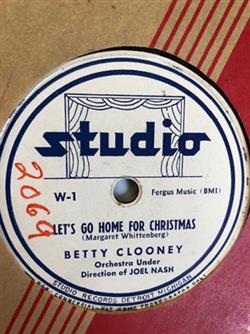 studio
2069
W-1
Fergus Music (BMI)
LET'S GO HOME FOR CHRISTMAS
(Margaret Whittenberg)
BETTY CLOONEY
Orchestra Under
Direction of JOEL NASH
STUDIO RECORDS DETROIT, MICHIGAN